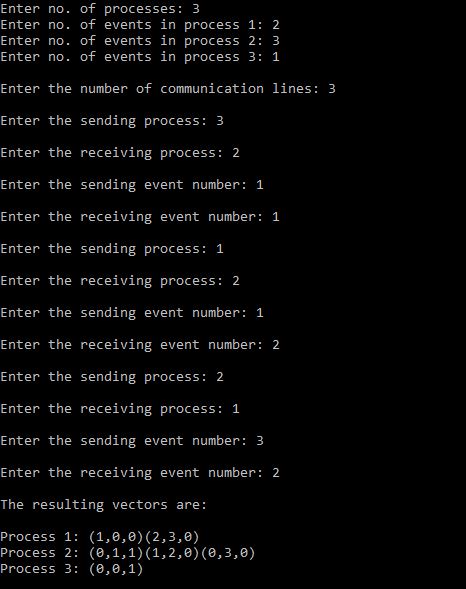 Enter no. of processes: 3
Enter no. of events in process 1: 2
Enter no. of events in process 2: 3
Enter no. of events in process 3: 1
Enter the number of communication lines: 3
Enter the sending process: 3
Enter the receiving process: 2
Enter the sending event number: 1
Enter the receiving event number: 1
Enter the sending process: 1
Enter the receiving process: 2
Enter the sending event number: 1
Enter the receiving event number: 2
Enter the sending process: 2
Enter the receiving process: 1
Enter the sending event number: 3
Enter the receiving event number: 2
The resulting vectors are:
Process 1: (1,0,0)(2,3,0)
Process 2: (0,1,1)(1,2,0)(0,3,0)
Process 3: (0,0,1)